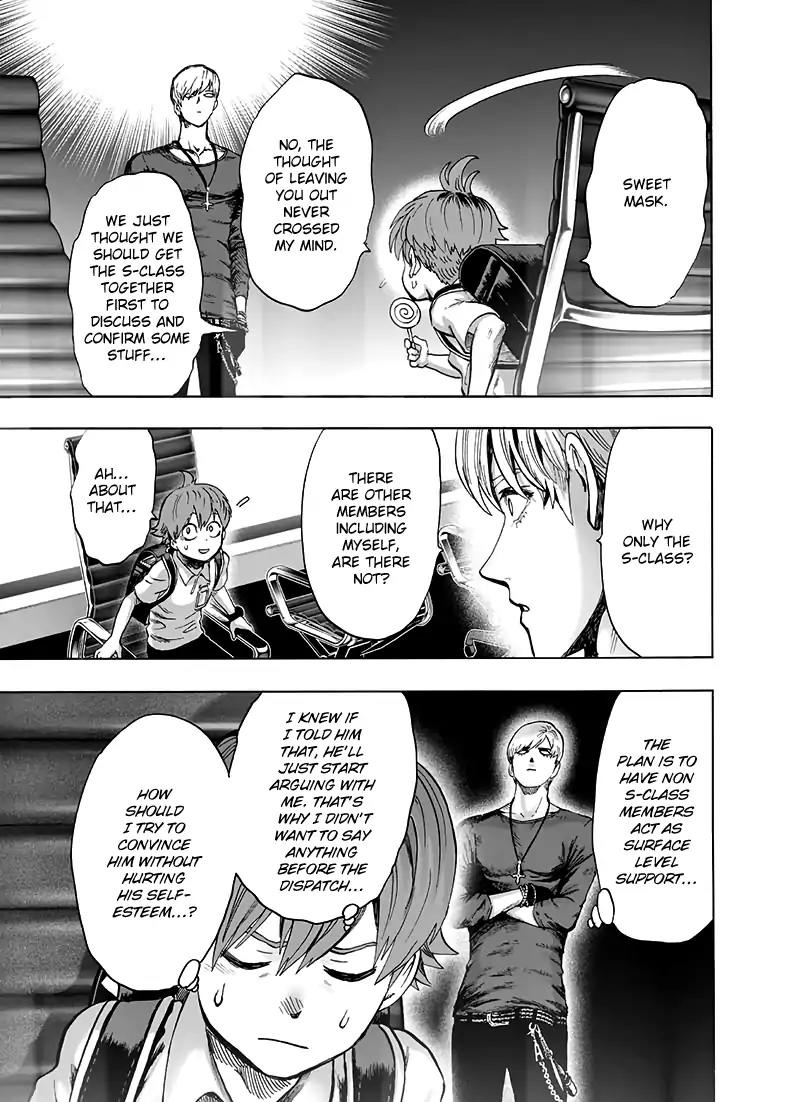 SWEET
MASK.
NO, THE
THOUGHT
OF LEAVING
YOU OUT
NEVER
CROSSED
MY MIND.
WE JUST
THOUGHT WE
SHOULD GET
THE S-CLASS
TOGETHER
FIRST TO
DISCUSS AND
CONFIRM SOME
STUFF...
WHY
ONLY THE
S-CLASS?
THERE
ARE OTHER
MEMBERS
INCLUDING
MYSELF,
ARE THERE
NOT?
AH...
ABOUT
THAT...
THE
PLAN IS TO
HAVE NON
S-CLASS
MEMBERS
ACT AS
SURFACE
LEVEL
SUPPORT...
I KNEW IF
I TOLD HIM
THAT, HE'LL
JUST START
ARGUING WITH
ME. THAT'S
WHY I DIDN'T
WANT TO SAY
ANYTHING
BEFORE THE
DISPATCH...
HOW
SHOULD
I TRY TO
CONVINCE
HIM WITHOUT
HURTING
HIS SELF-
ESTEEM...?